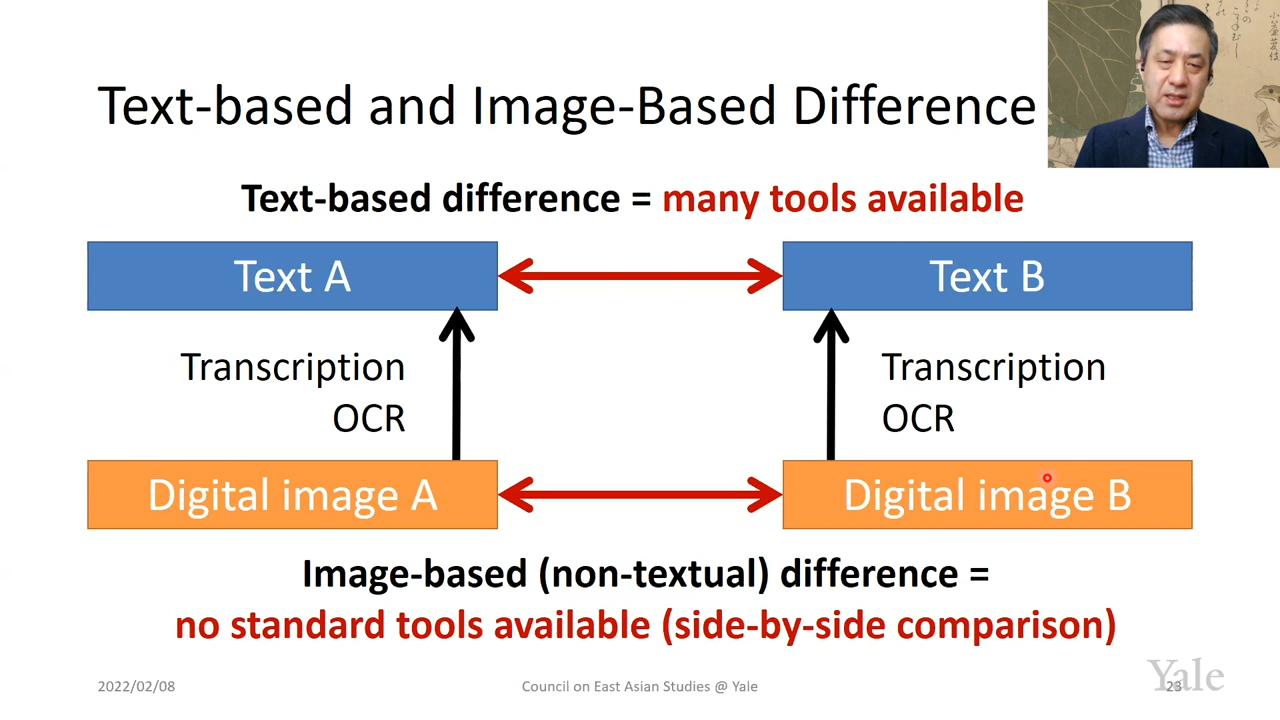 Text-based and Image-Based Difference
Text-based difference = many tools available
Text A
Text B
Transcription
OCR
Transcription
OCR
Digital image A
Digital image B
Image-based (non-textual) difference =
no standard tools available (side-by-side comparison)
2022/02/08
Council on East Asian Studies @ Yale
23
Yale